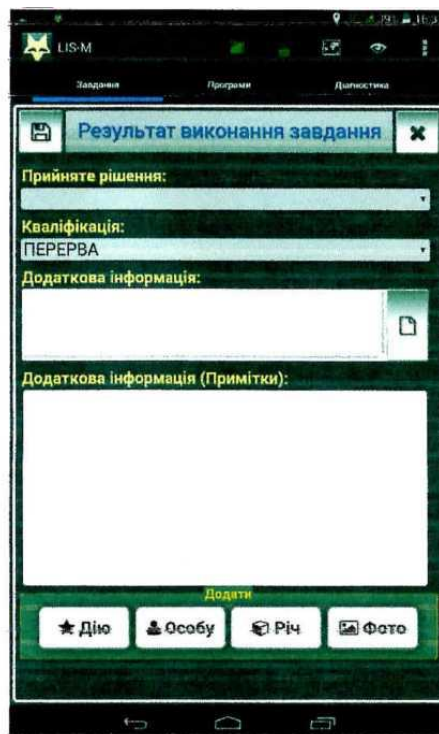 LIS-M
Завдання Програми Діагностика
Результат виконання завдання
Прийняте рішення:
Кваліфікація:
ПЕРЕРВА
Додаткова інформація:
Додаткова інформація (Примітки):
Додати
Дію Особу Річ Фото